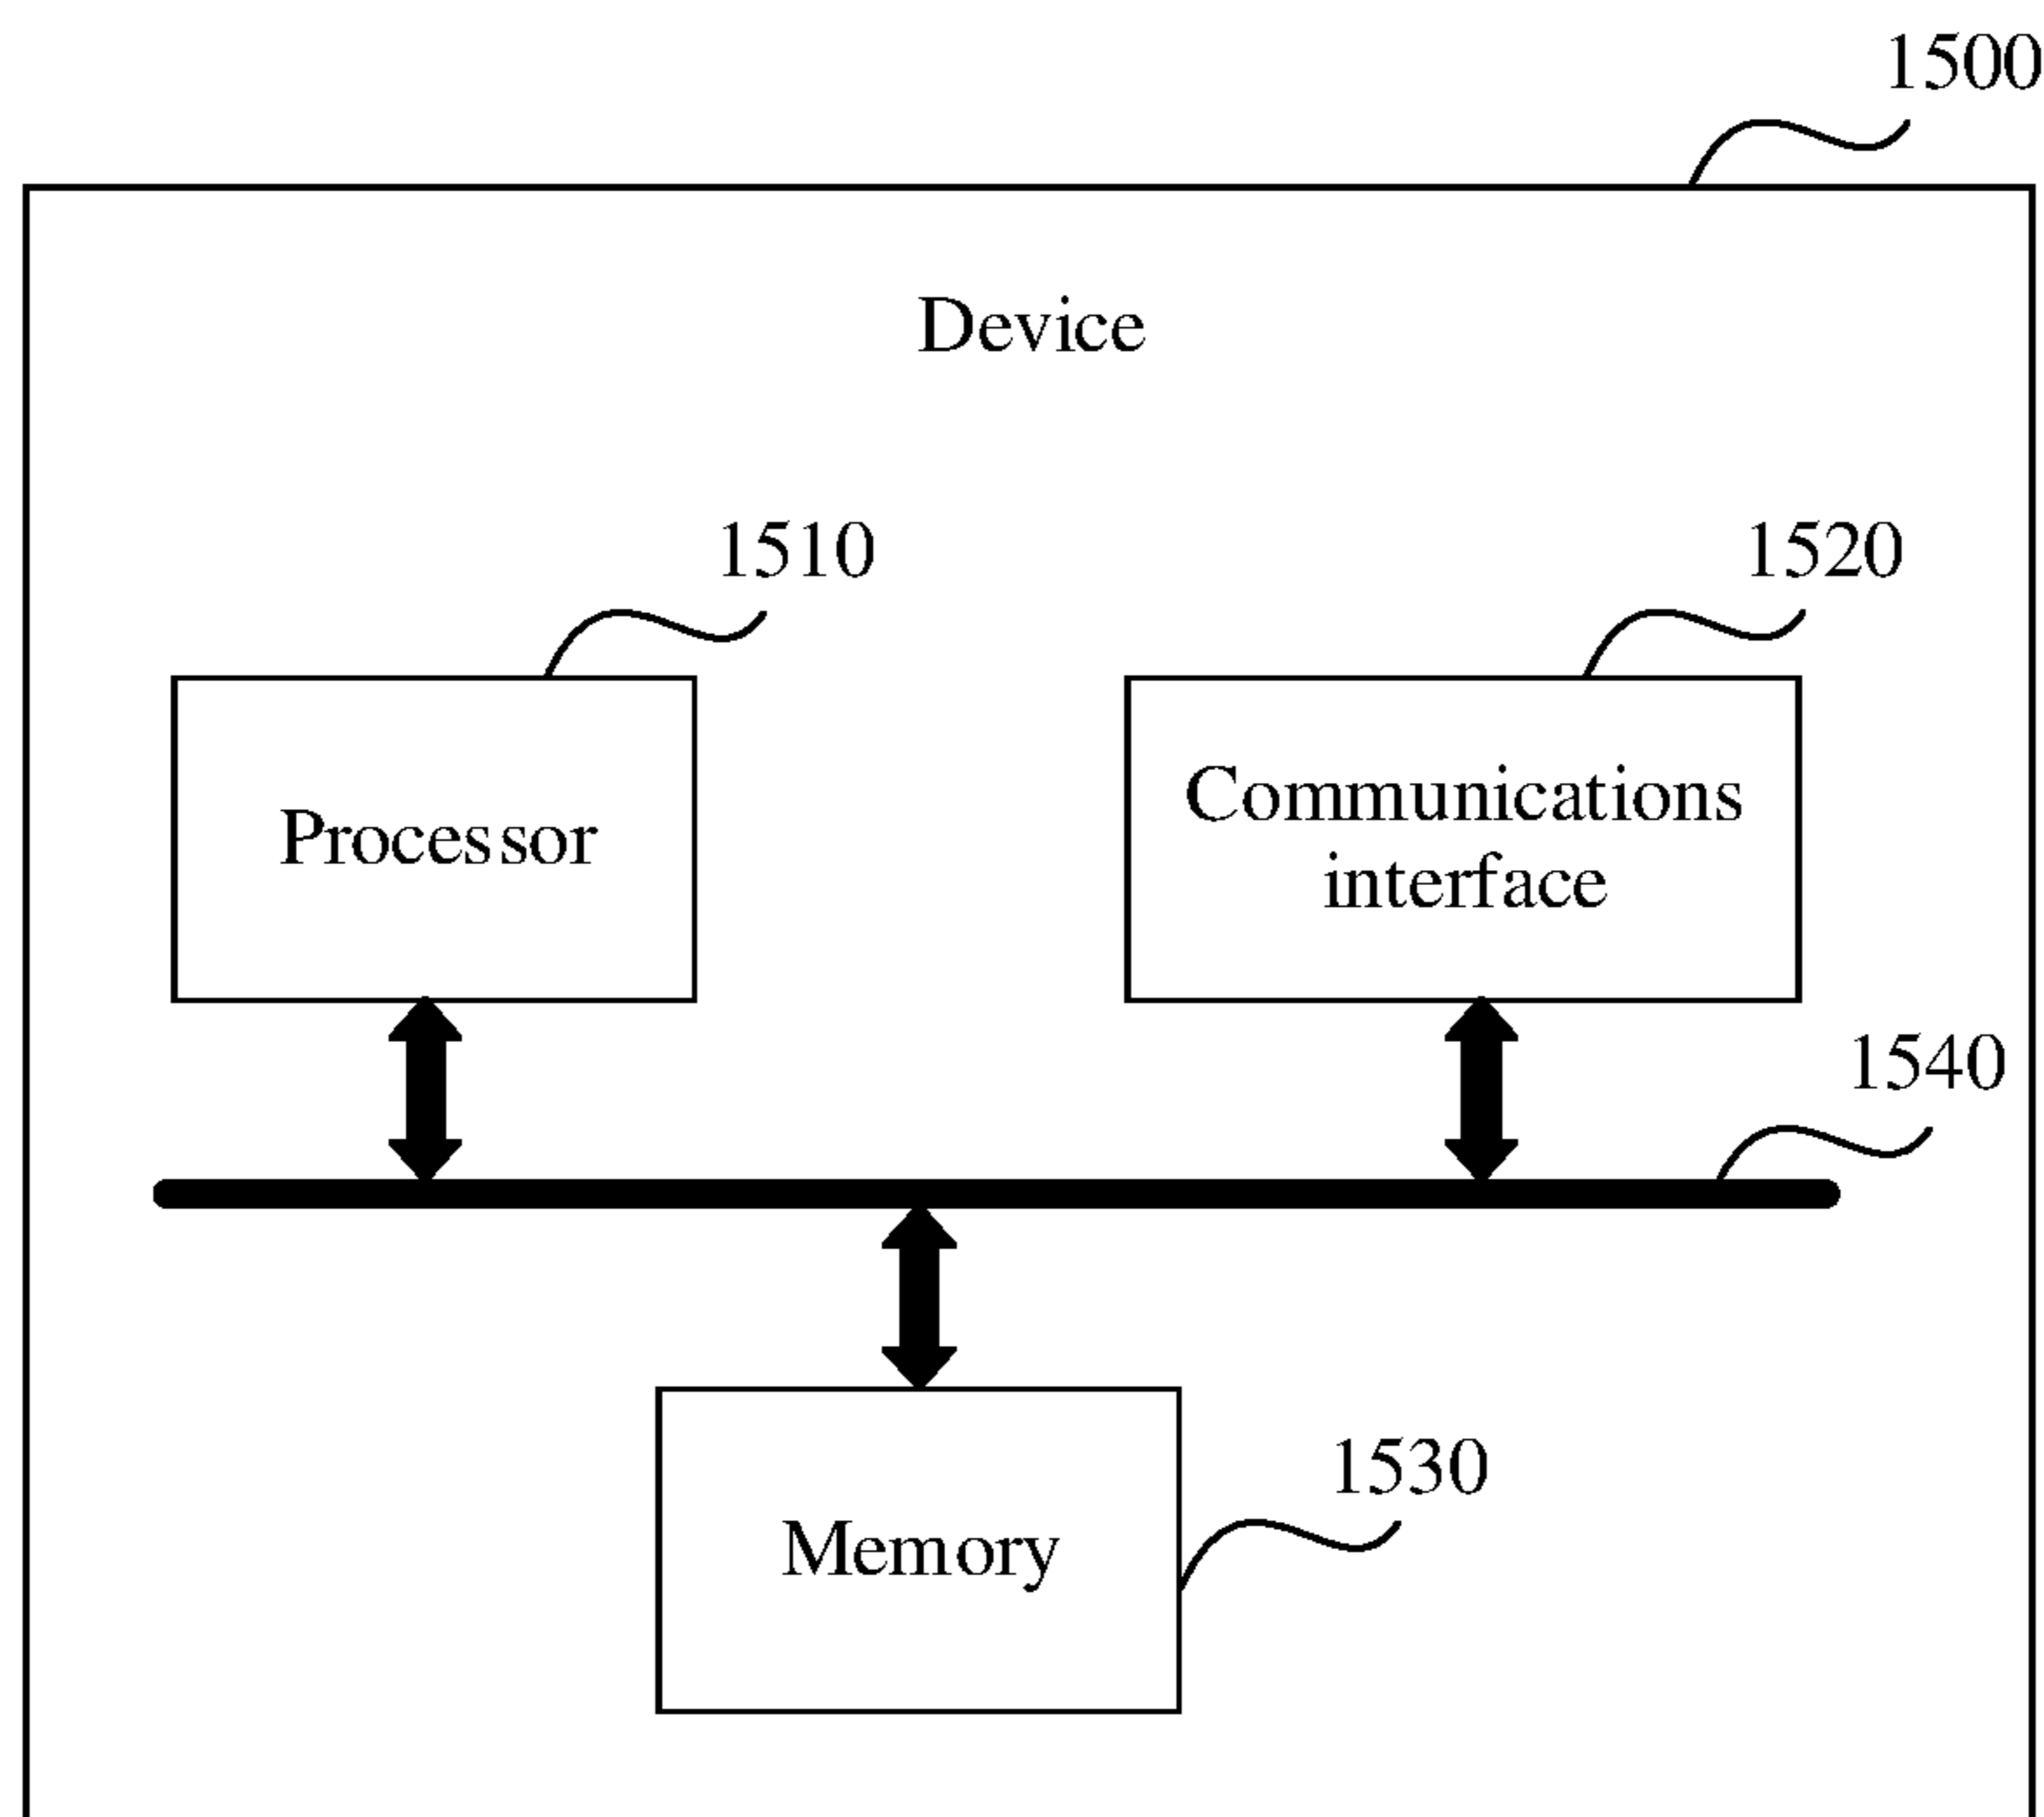 1500
Device
1510
1520
Processor
Communications
interface
1540
1530
Memory